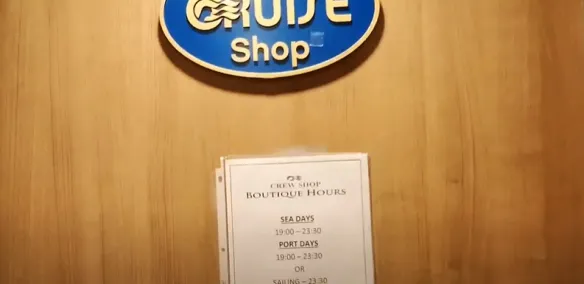 CRUISE
Shop
CREW SHOP
BOUTIQUE HOURS
SEA DAYS
19:00 – 23:30
PORT DAYS
19:00 – 23:30
OR
SAILING – 23:30